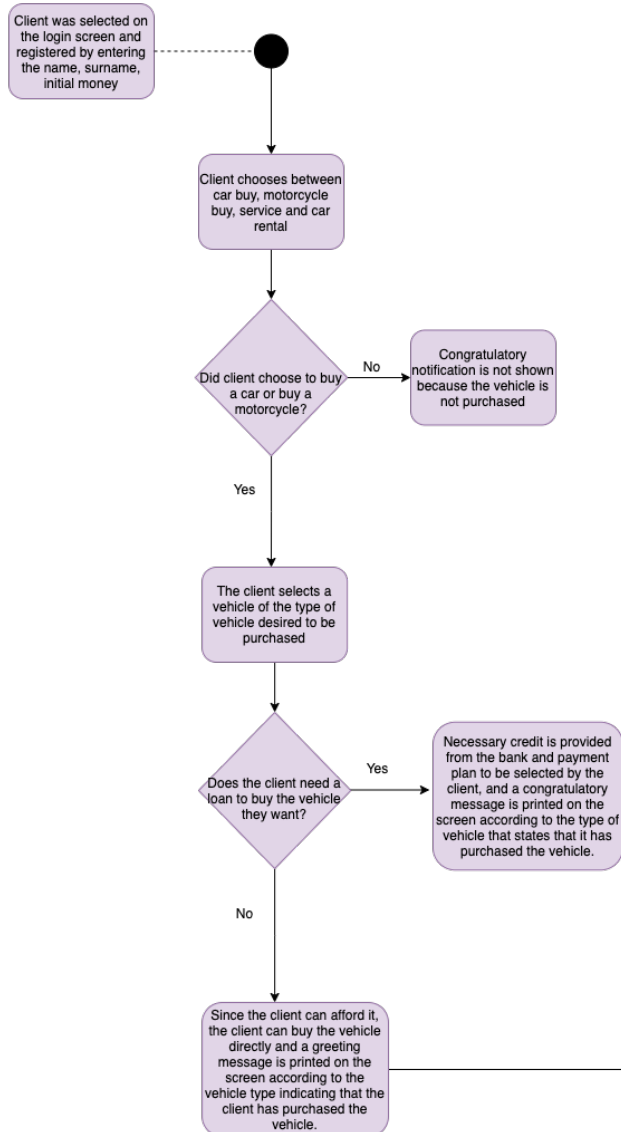 Client was selected on
the login screen and
registered by entering
the name, surname,
initial money
Client chooses between
car buy, motorcycle
buy, service and car
rental
Did client choose to buy
a car or buy a
motorcycle?
No
Congratulatory
notification is not shown
because the vehicle is
not purchased
Yes
The client selects a
vehicle of the type of
vehicle desired to be
purchased
Does the client need a
loan to buy the vehicle
they want?
Yes
Necessary credit is provided
from the bank and payment
plan to be selected by the
client, and a congratulatory
message is printed on the
screen according to the type of
vehicle that states that it has
purchased the vehicle.
No
Since the client can afford it,
the client can buy the vehicle
directly and a greeting
message is printed on the
screen according to the
vehicle type indicating that the
client has purchased the
vehicle.